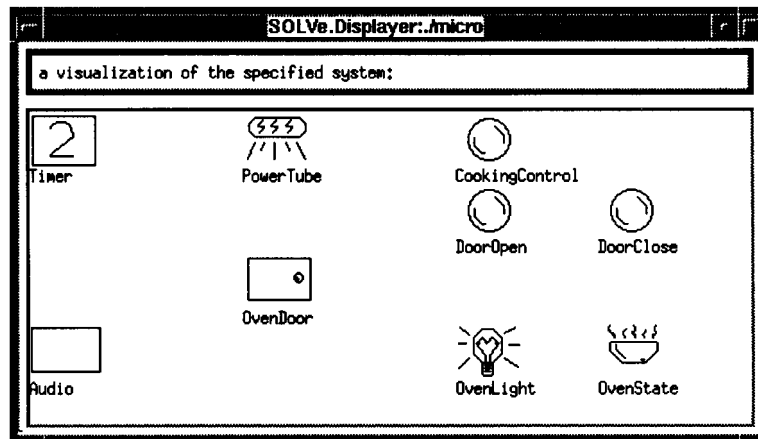 SOLVe.Displayer:./micro
a visualization of the specified system:
2
Timer
PowerTube
CookingControl
DoorOpen
DoorClose
OvenDoor
Audio
OvenLight
OvenState